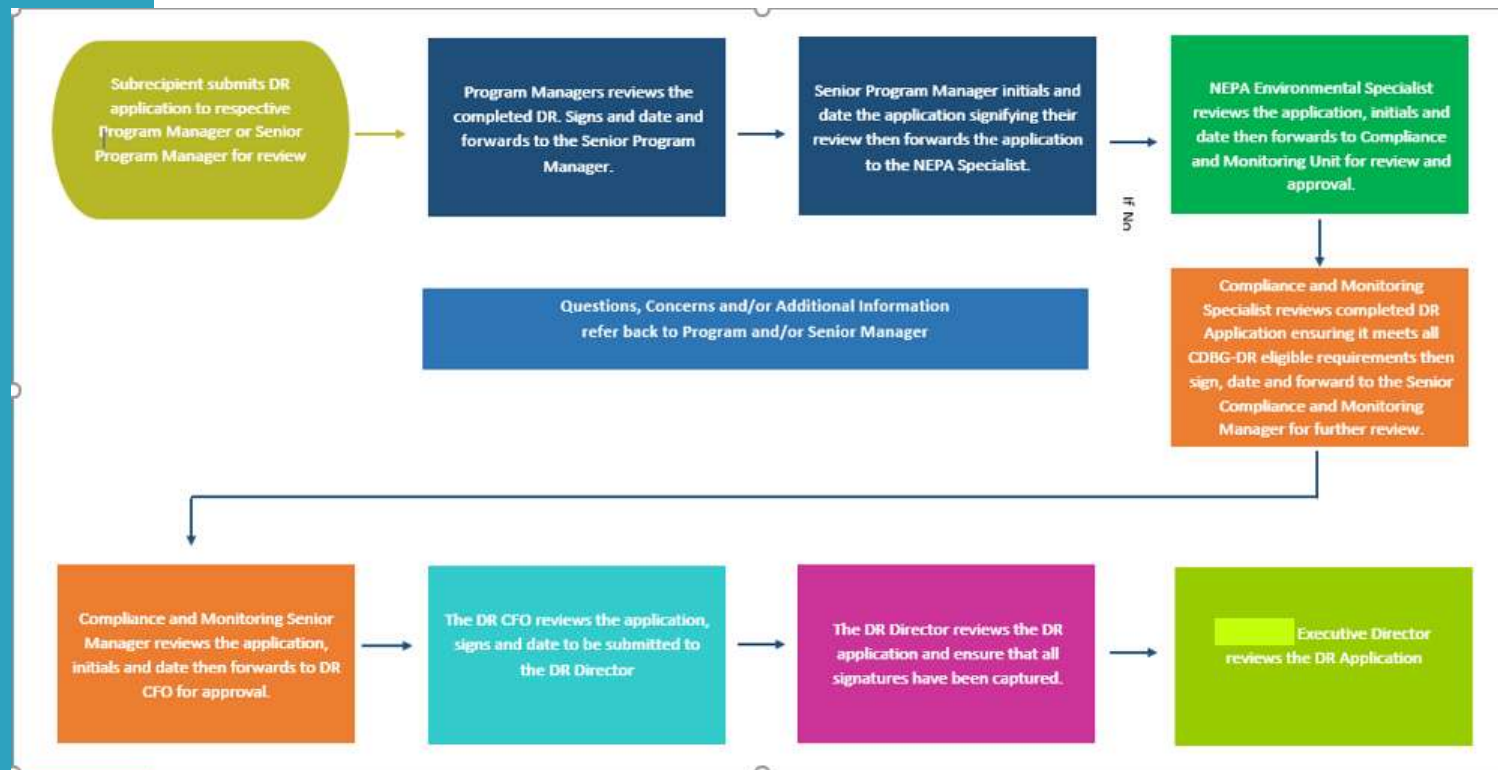 Subrecipient submits DR
application to respective
Program Manager or Senior
Program Manager for review
Program Managers reviews the
completed DR. Signs and date and
forwards to the Senior Program
Manager.
Senior Program Manager initials and
date the application signifying their
review then forwards the application
to the NEPA Specialist.
If No
NEPA Environmental Specialist
reviews the application, initials and
date then forwards to Compliance
and Monitoring Unit for review and
approval.
Questions, Concerns and/or Additional Information
refer back to Program and/or Senior Manager
Compliance and Monitoring
Specialist reviews completed DR
Application ensuring it meets all
CDBG-DR eligible requirements then
sign, date and forward to the Senior
Compliance and Monitoring
Manager for further review.
Compliance and Monitoring Senior
Manager reviews the application,
initials and date then forwards to DR
CFO for approval.
The DR CFO reviews the application,
signs and date to be submitted to
the DR Director
The DR Director reviews the DR
application and ensure that all
signatures have been captured.
Executive Director
reviews the DR Application